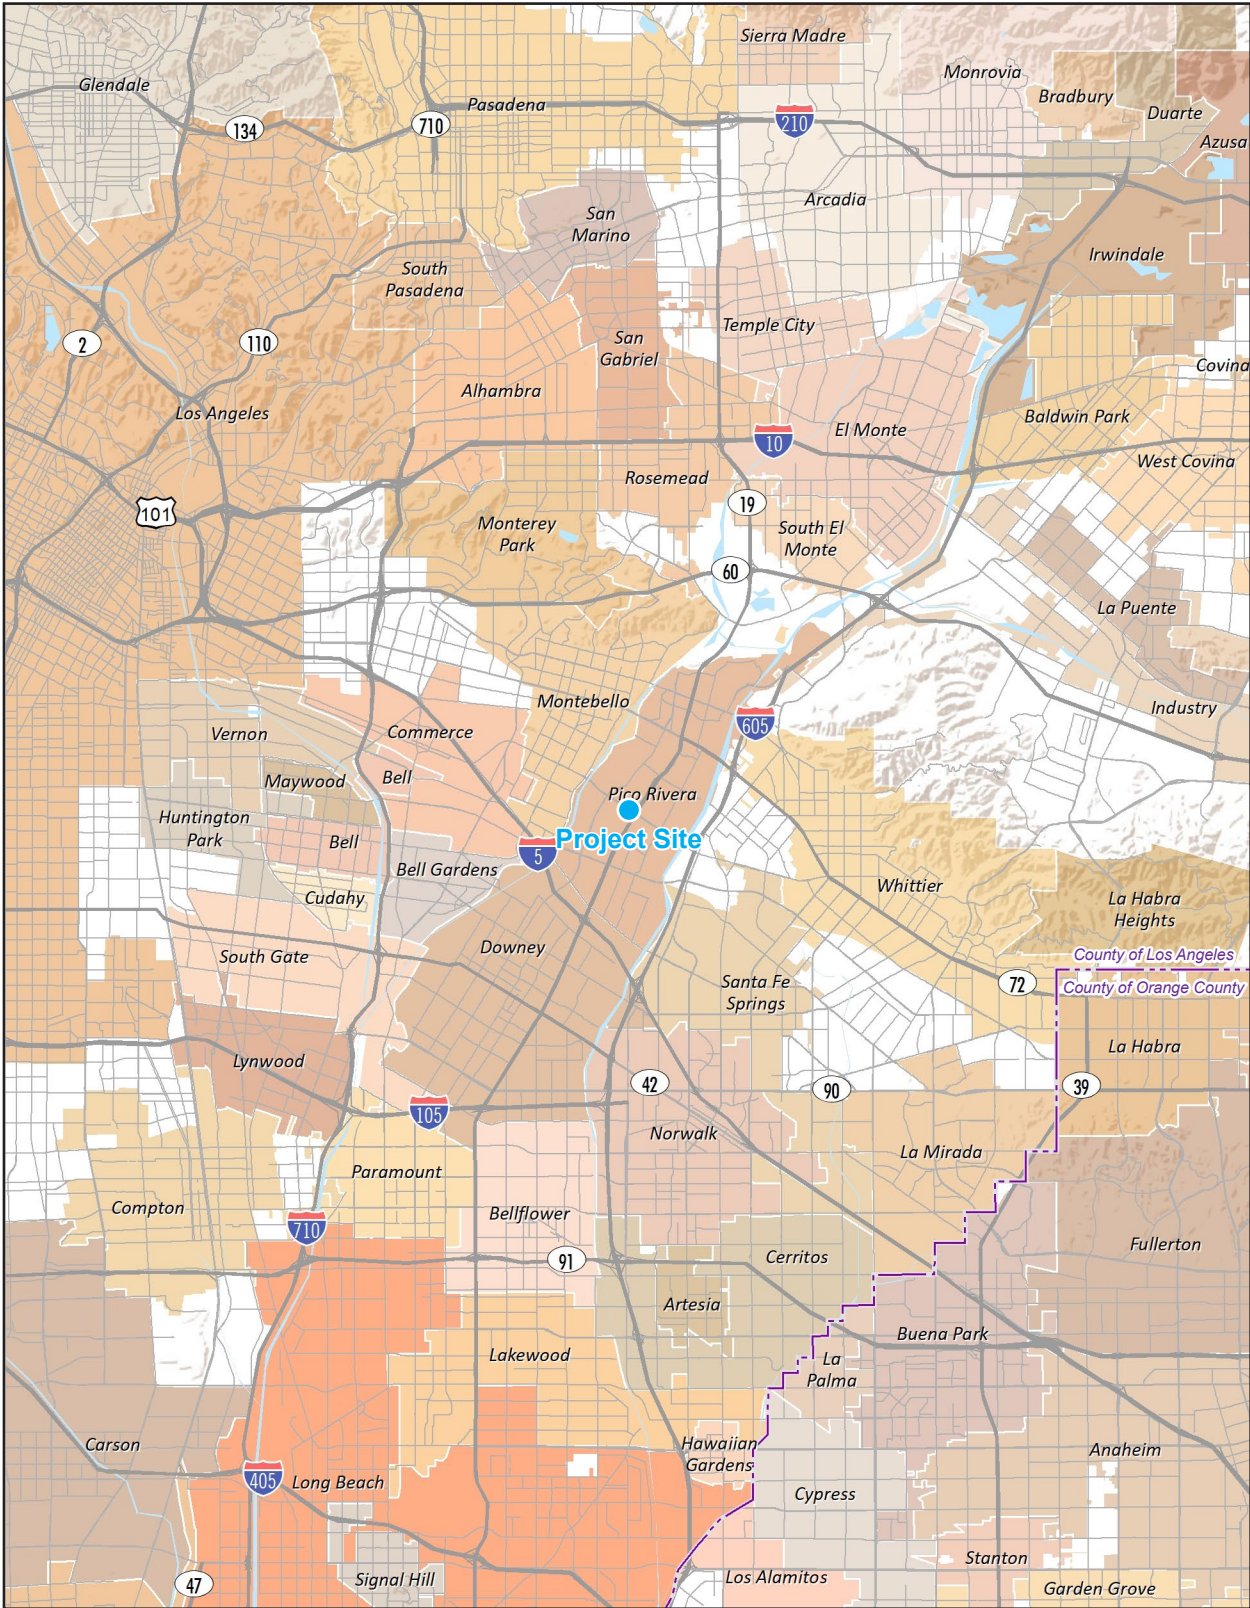 Sierra Madre
Glendale
Monrovia
Bradbury
Pasadena
Duarte
134
710
210
Azusa
Arcadia
San
Marino
Irwindale
South
Pasadena
Temple City
2
110
San
Gabriel
Covina
Alhambra
Los Angeles
Baldwin Park
El Monte
10
West Covina
Rosemead
19
101
Monterey
Park
South El
Monte
60
La Puente
Montebello
Industry
605
Vernon
Commerce
Maywood
Bell
Pico Rivera
Huntington
Park
Project Site
Bell
5
Bell Gardens
Cudahy
Whittier
La Habra
Heights
Downey
South Gate
County of Los Angeles
Santa Fe
Springs
72
County of Orange County
La Habra
Lynwood
42
90
39
105
Norwalk
La Mirada
Paramount
Compton
Bellflower
710
Fullerton
91
Cerritos
Artesia
Buena Park
Lakewood
La
Palma
Carson
Hawaiian
Gardens
Anaheim
405
Long Beach
Cypress
Stanton
47
Signal Hill
Los Alamitos
Garden Grove